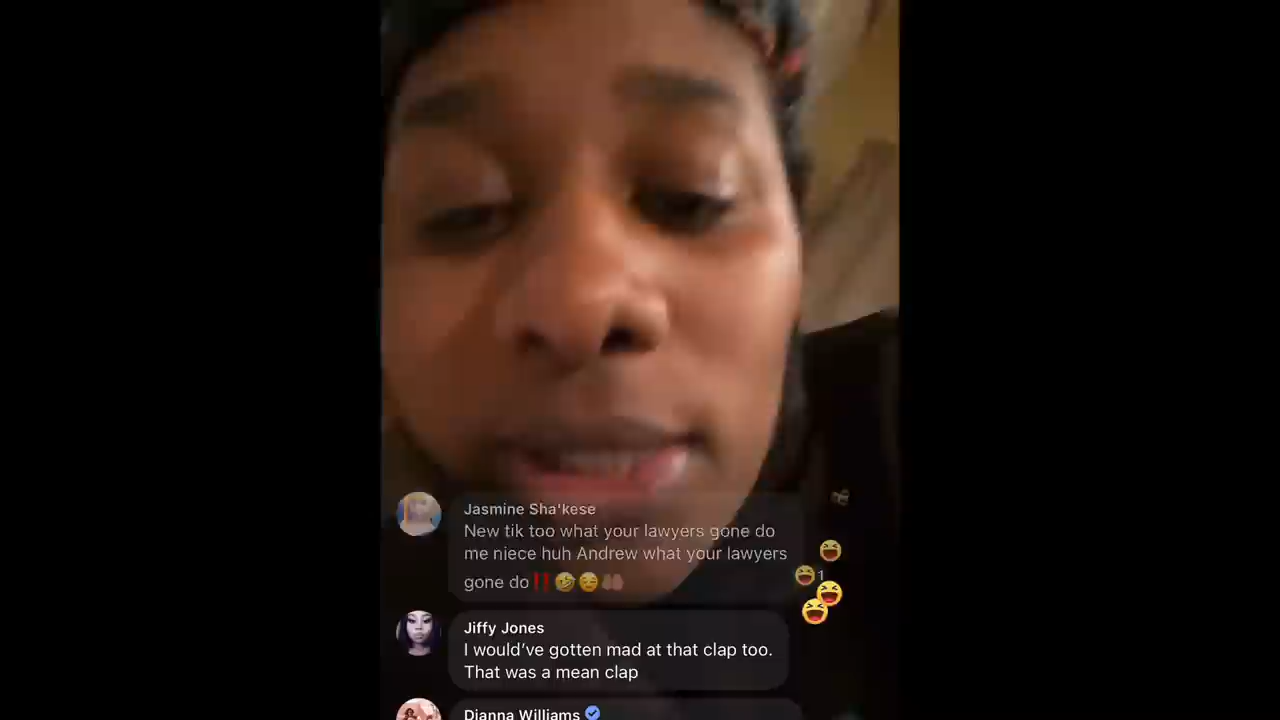 Jasmine Sha'kese
New tik too what your lawyers gone do
me niece huh Andrew what your lawyers
gone do‼️🤣😑🤲🏽
1
Jiffy Jones
I would've gotten mad at that clap too.
That was a mean clap
Dianna Williams